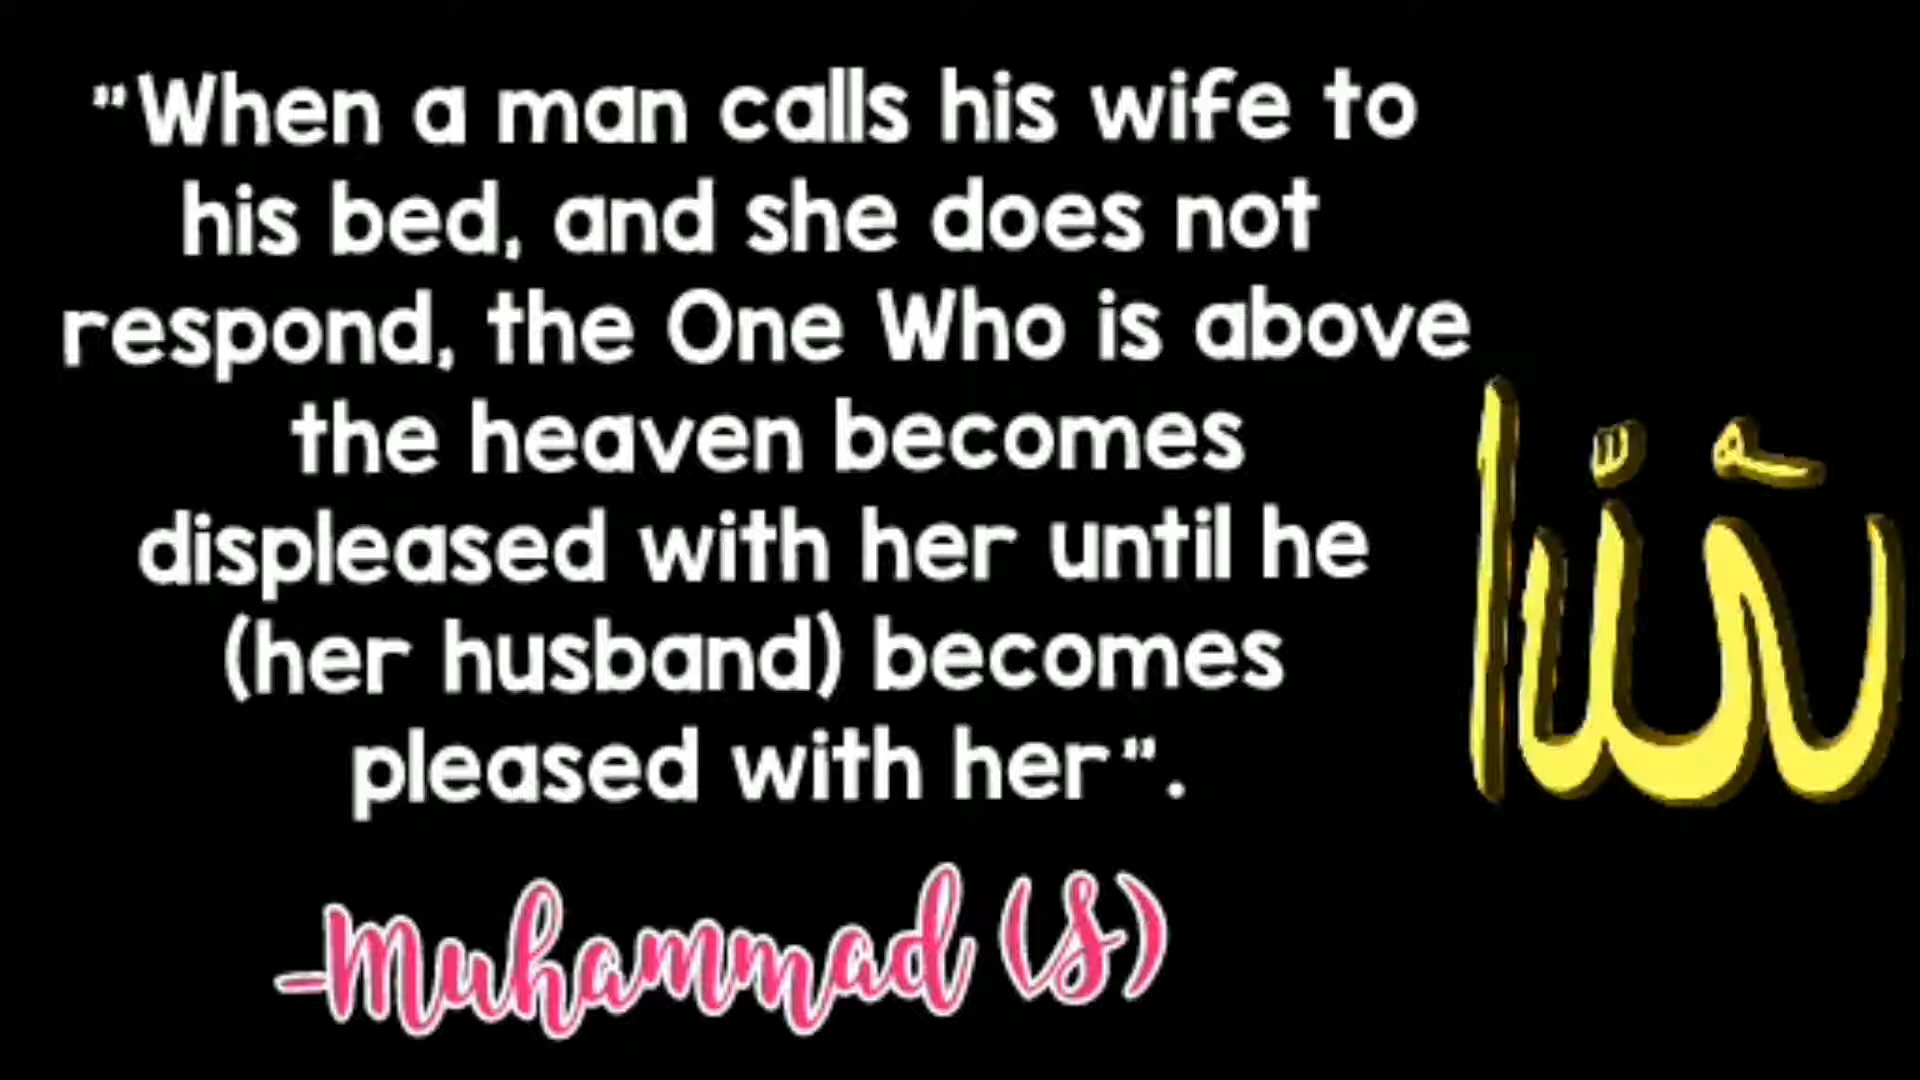 "When a man calls his wife to
his bed, and she does not
respond, the One Who is above
the heaven becomes
displeased with her until he
(her husband) becomes
pleased with her".
-Muhammad (S)
الله